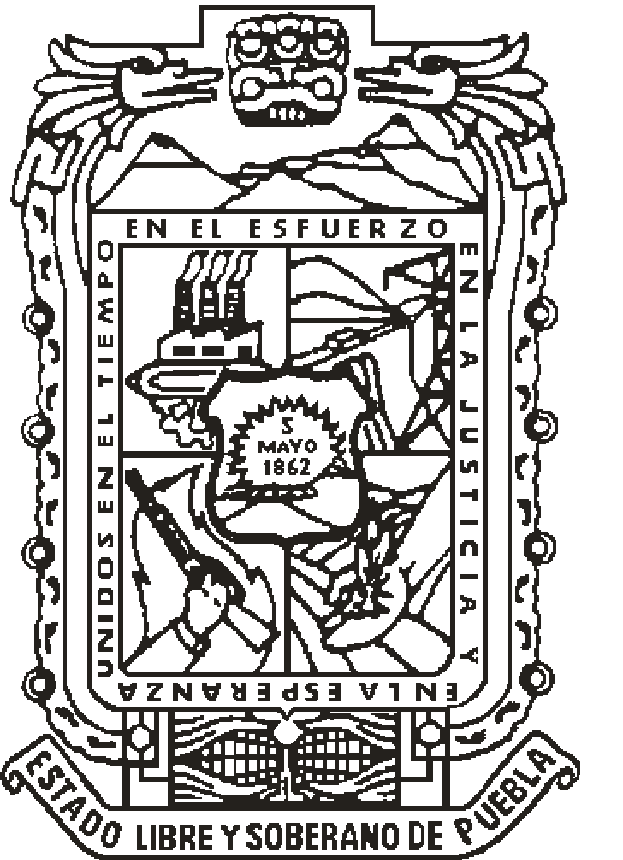 UNIDOS EN EL TIEMPO
EN EL ESFUERZO
EN LA JUSTICIA Y
EN LA ESPERANZA
5
MAYO
1862
ESTADO LIBRE Y SOBERANO DE PUEBLA